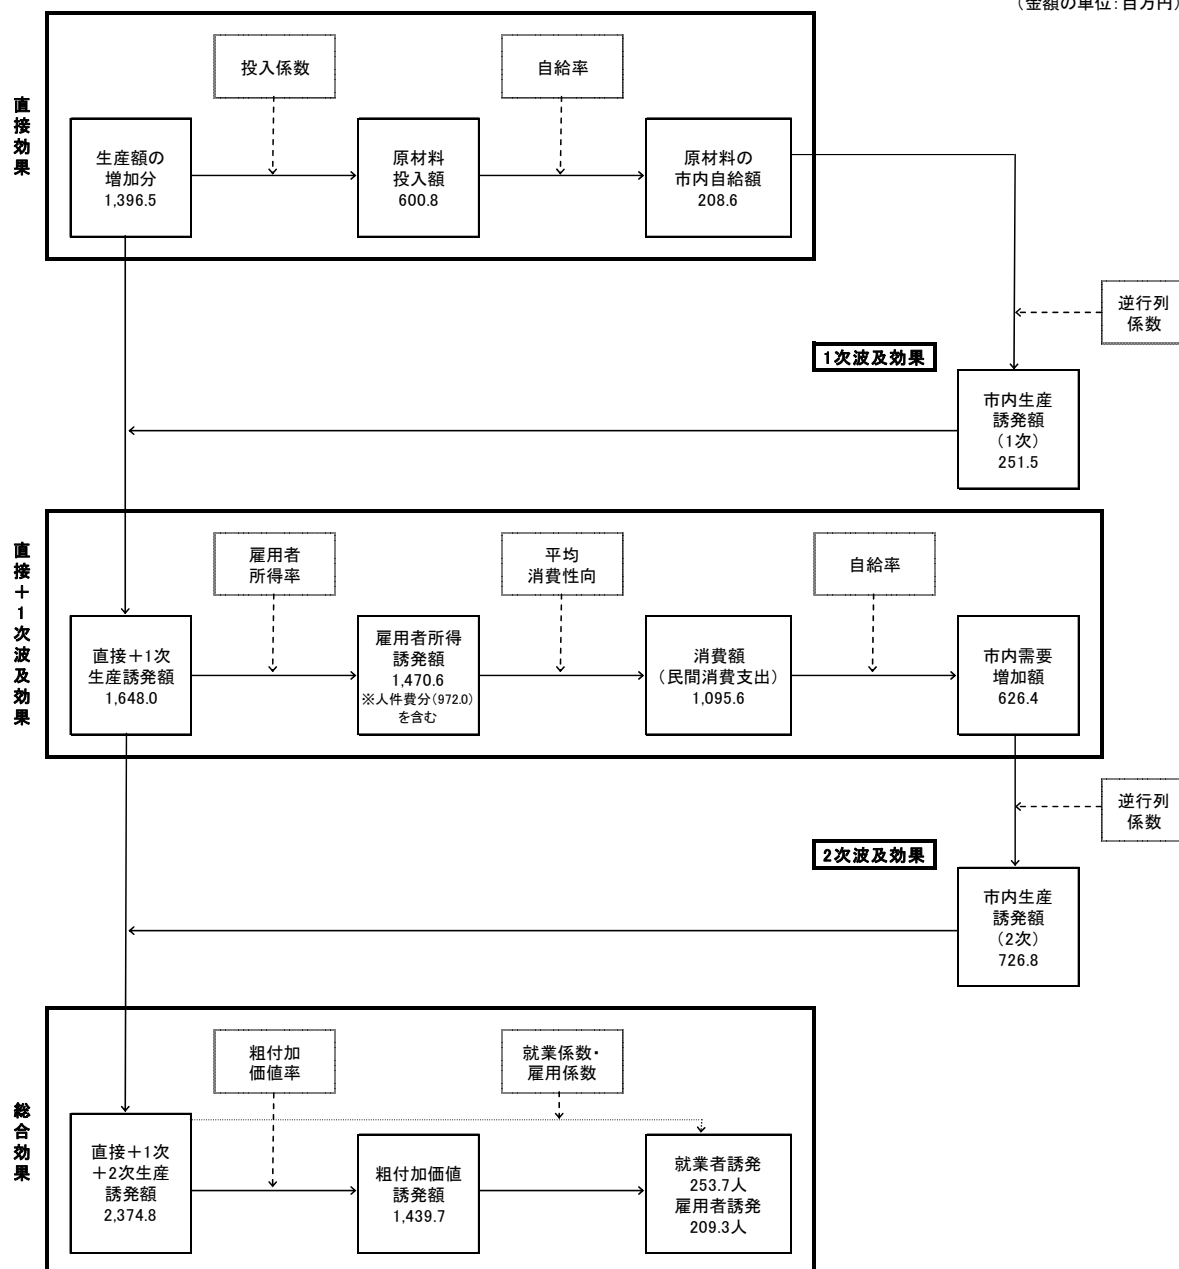 （金額の単位：百万円）
直接効果
投入係数
自給率
生産額の
増加分
1,396.5
原材料
投入額
600.8
原材料の
市内自給額
208.6
逆行列
係数
1次波及効果
市内生産
誘発額
（1次）
251.5
直接＋1次波及効果
雇用者
所得率
平均
消費性向
自給率
直接＋1次
生産誘発額
1,648.0
雇用者所得
誘発額
1,470.6
※人件費分（972.0）
を含む
消費額
（民間消費支出）
1,095.6
市内需要
増加額
626.4
逆行列
係数
2次波及効果
市内生産
誘発額
（2次）
726.8
総合効果
粗付加
価値率
就業係数・
雇用係数
直接＋1次
＋2次生産
誘発額
2,374.8
粗付加価値
誘発額
1,439.7
就業者誘発
253.7人
雇用者誘発
209.3人